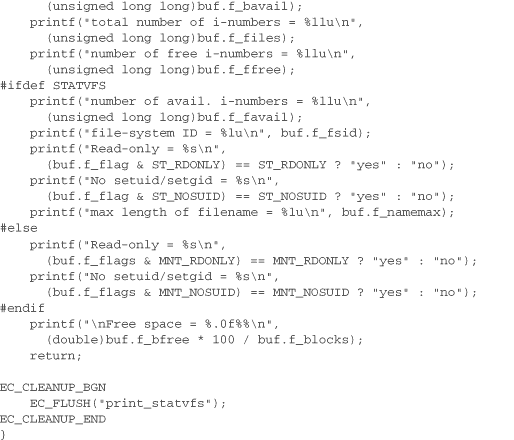 (unsigned long long)buf.f_bavail);
printf("total number of i-numbers = %llu\n",
(unsigned long long)buf.f_files);
printf("number of free i-numbers = %llu\n",
(unsigned long long)buf.f_ffree);
#ifdef STATVFS
printf("number of avail. i-numbers = %llu\n",
(unsigned long long)buf.f_favail);
printf("file-system ID = %lu\n", buf.f_fsid);
printf("Read-only = %s\n",
(buf.f_flag & ST_RDONLY) == ST_RDONLY ? "yes" : "no");
printf("No setuid/setgid = %s\n",
(buf.f_flag & ST_NOSUID) == ST_NOSUID ? "yes" : "no");
printf("max length of filename = %lu\n", buf.f_namemax);
#else
printf("Read-only = %s\n",
(buf.f_flags & MNT_RDONLY) == MNT_RDONLY ? "yes" : "no");
printf("No setuid/setgid = %s\n",
(buf.f_flags & MNT_NOSUID) == MNT_NOSUID ? "yes" : "no");
#endif
printf("\nFree space = %.0f%%\n",
(double)buf.f_bfree * 100 / buf.f_blocks);
return;
EC_CLEANUP_BGN
EC_FLUSH("print_statvfs");
EC_CLEANUP_END
}